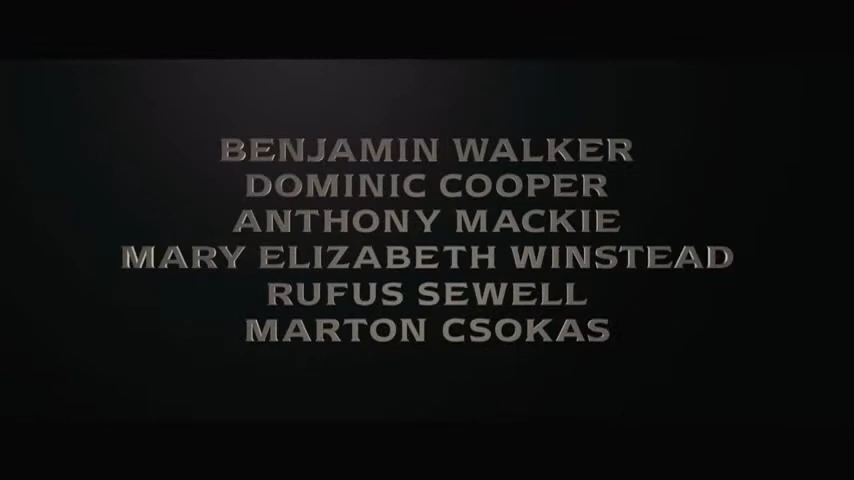 BENJAMIN WALKER
DOMINIC COOPER
ANTHONY MACKIE
MARY ELIZABETH WINSTEAD
RUFUS SEWELL
MARTON CSOKAS